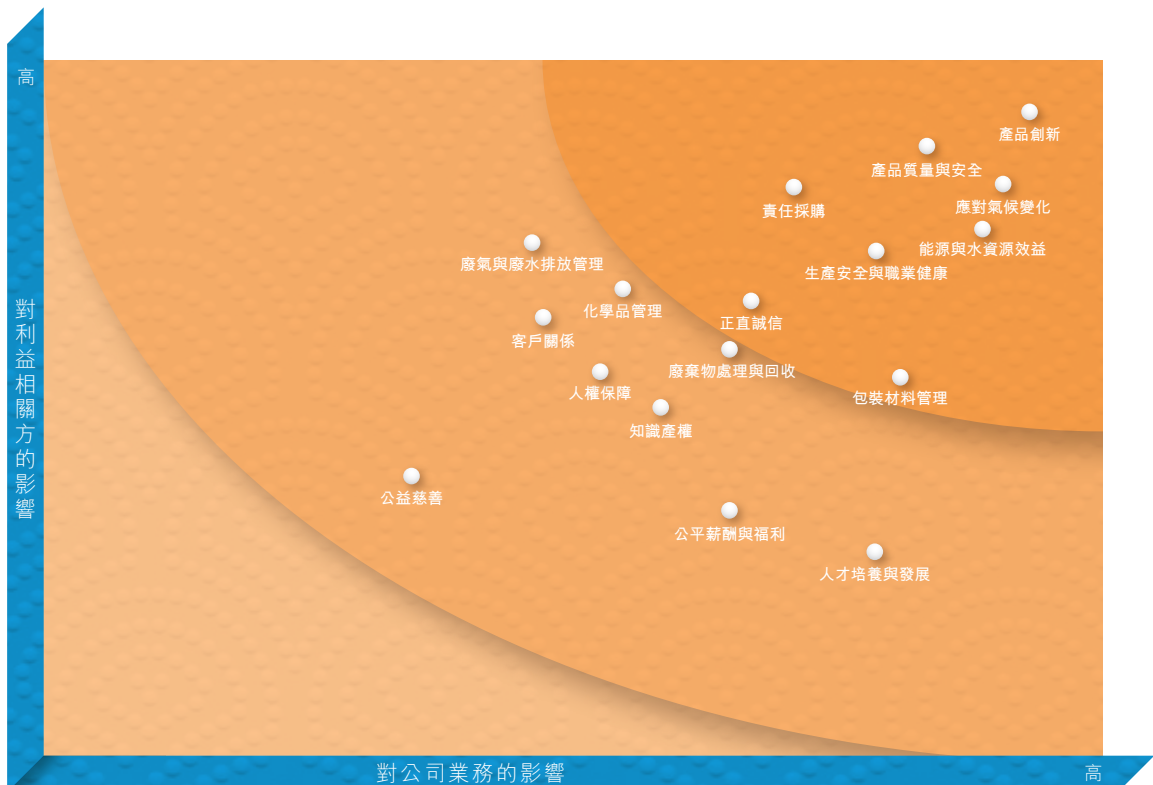 高
產品創新
產品質量與安全
責任採購
應對氣候變化
能源與水資源效益
廢氣與廢水排放管理
生產安全與職業健康
化學品管理
正直誠信
客戶關係
廢棄物處理與回收
人權保障
包裝材料管理
知識產權
對利益相關方的影響
公益慈善
公平薪酬與福利
人才培養與發展
對公司業務的影響
高